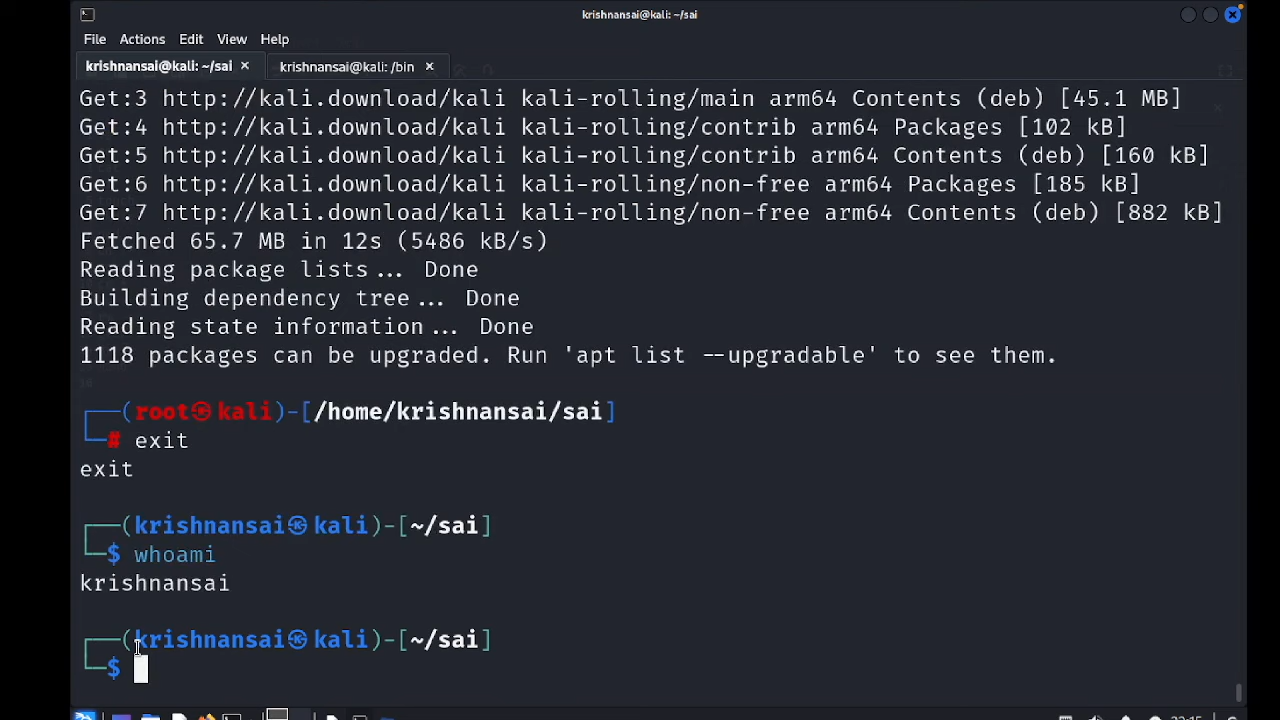 krishnansai@kali: ~/sai
File Actions Edit View Help
krishnansai@kali: ~/sai × krishnansai@kali: /bin ×
Get:3 http://kali.download/kali kali-rolling/main arm64 Contents (deb) [45.1 MB]
Get:4 http://kali.download/kali kali-rolling/contrib arm64 Packages [102 kB]
Get:5 http://kali.download/kali kali-rolling/contrib arm64 Contents (deb) [160 kB]
Get:6 http://kali.download/kali kali-rolling/non-free arm64 Packages [185 kB]
Get:7 http://kali.download/kali kali-rolling/non-free arm64 Contents (deb) [882 kB]
Fetched 65.7 MB in 12s (5486 kB/s)
Reading package lists... Done
Building dependency tree... Done
Reading state information... Done
1118 packages can be upgraded. Run 'apt list --upgradable' to see them.
┌──(root㉿kali)-[/home/krishnansai/sai]
└─# exit
exit
┌──(krishnansai㉿kali)-[~/sai]
└─$ whoami
krishnansai
┌──(krishnansai㉿kali)-[~/sai]
└─$